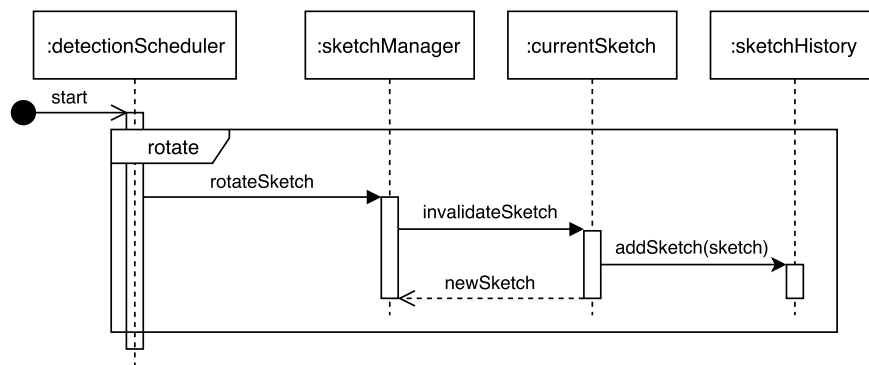 :detectionScheduler
:sketchManager
:currentSketch
:sketchHistory
start
rotate
rotateSketch
invalidateSketch
addSketch(sketch)
newSketch